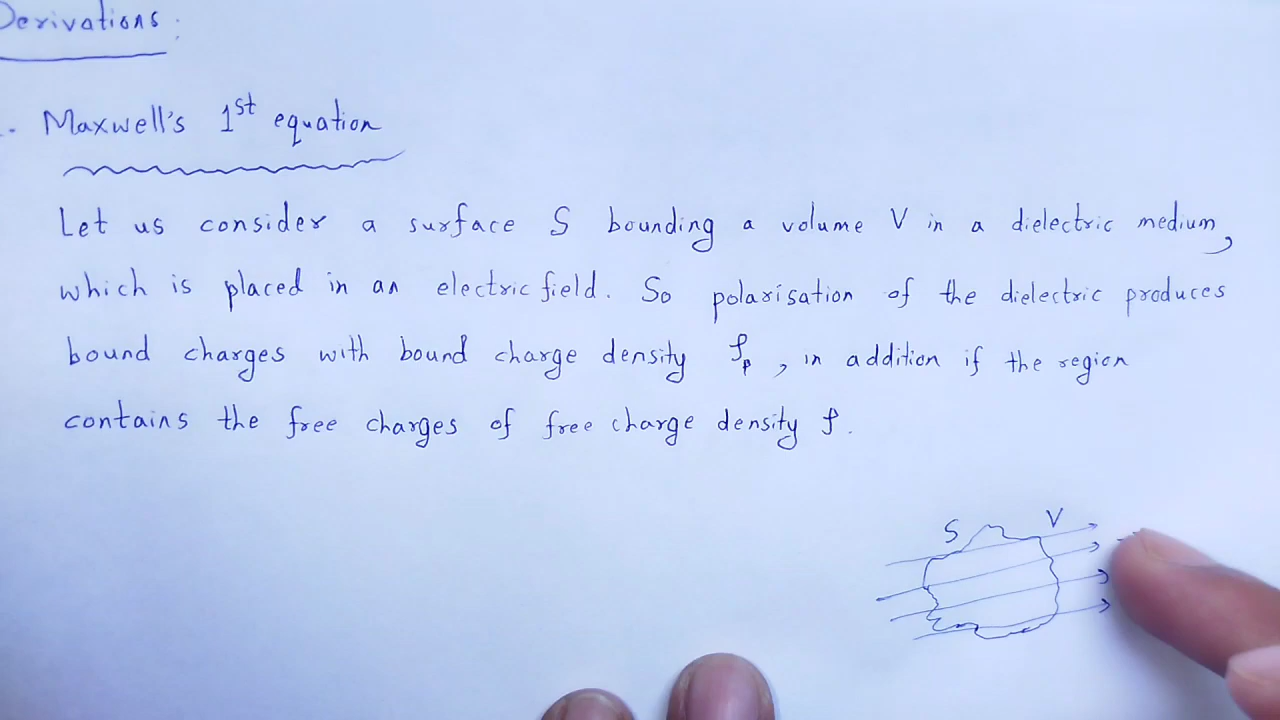 Derivations:
. Maxwell's 1st equation
Let us consider a surface S bounding a volume V in a dielectric medium,
which is placed in an electric field. So polarisation of the dielectric produces
bound charges with bound charge density ρp, in addition if the region
contains the free charges of free charge density ρ.
S V